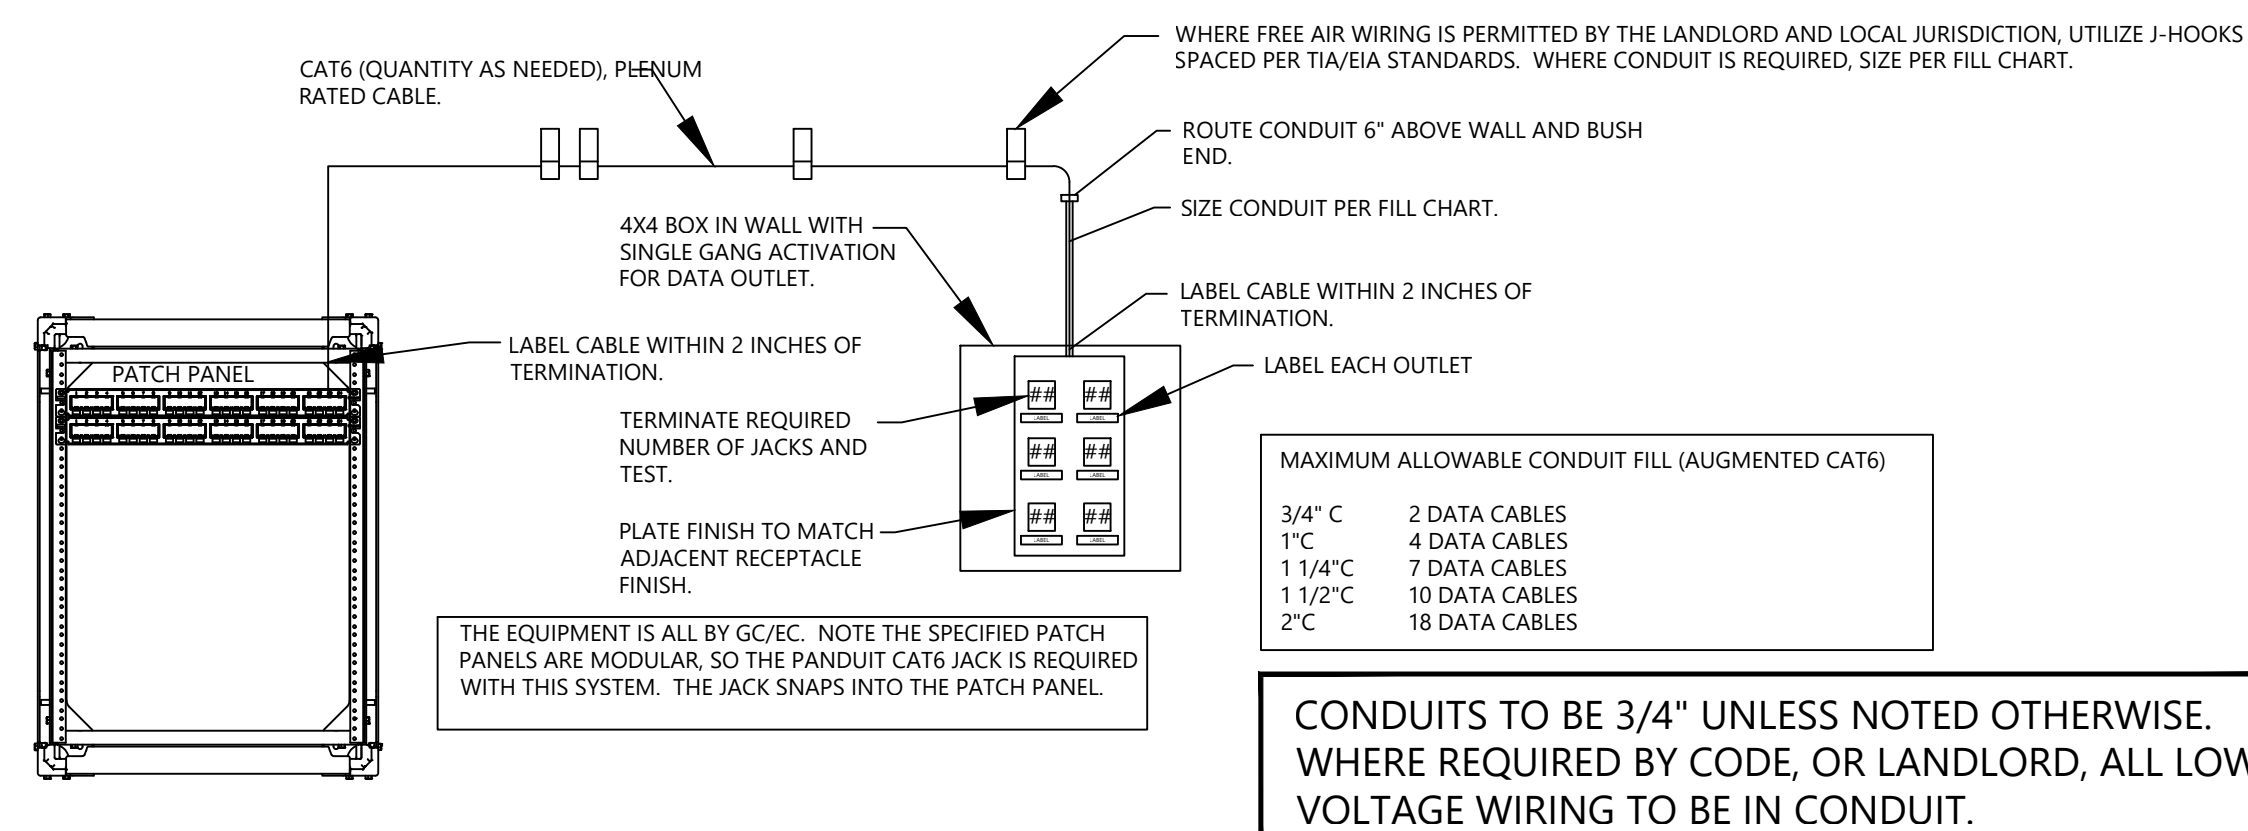 WHERE FREE AIR WIRING IS PERMITTED BY THE LANDLORD AND LOCAL JURISDICTION, UTILIZE J-HOOKS
SPACED PER TIA/EIA STANDARDS. WHERE CONDUIT IS REQUIRED, SIZE PER FILL CHART.
CAT6 (QUANTITY AS NEEDED), PLENUM
RATED CABLE.
ROUTE CONDUIT 6" ABOVE WALL AND BUSH
END.
SIZE CONDUIT PER FILL CHART.
4X4 BOX IN WALL WITH
SINGLE GANG ACTIVATION
FOR DATA OUTLET.
LABEL CABLE WITHIN 2 INCHES OF
TERMINATION.
LABEL CABLE WITHIN 2 INCHES OF
TERMINATION.
PATCH PANEL
LABEL EACH OUTLET
TERMINATE REQUIRED
NUMBER OF JACKS AND
TEST.
PLATE FINISH TO MATCH
ADJACENT RECEPTACLE
FINISH.
## ##
LABEL LABEL
## ##
LABEL LABEL
## ##
LABEL LABEL
MAXIMUM ALLOWABLE CONDUIT FILL (AUGMENTED CAT6)
3/4" C 2 DATA CABLES
1"C 4 DATA CABLES
1 1/4"C 7 DATA CABLES
1 1/2"C 10 DATA CABLES
2"C 18 DATA CABLES
THE EQUIPMENT IS ALL BY GC/EC. NOTE THE SPECIFIED PATCH
PANELS ARE MODULAR, SO THE PANDUIT CAT6 JACK IS REQUIRED
WITH THIS SYSTEM. THE JACK SNAPS INTO THE PATCH PANEL.
CONDUITS TO BE 3/4" UNLESS NOTED OTHERWISE.
WHERE REQUIRED BY CODE, OR LANDLORD, ALL LOW
VOLTAGE WIRING TO BE IN CONDUIT.